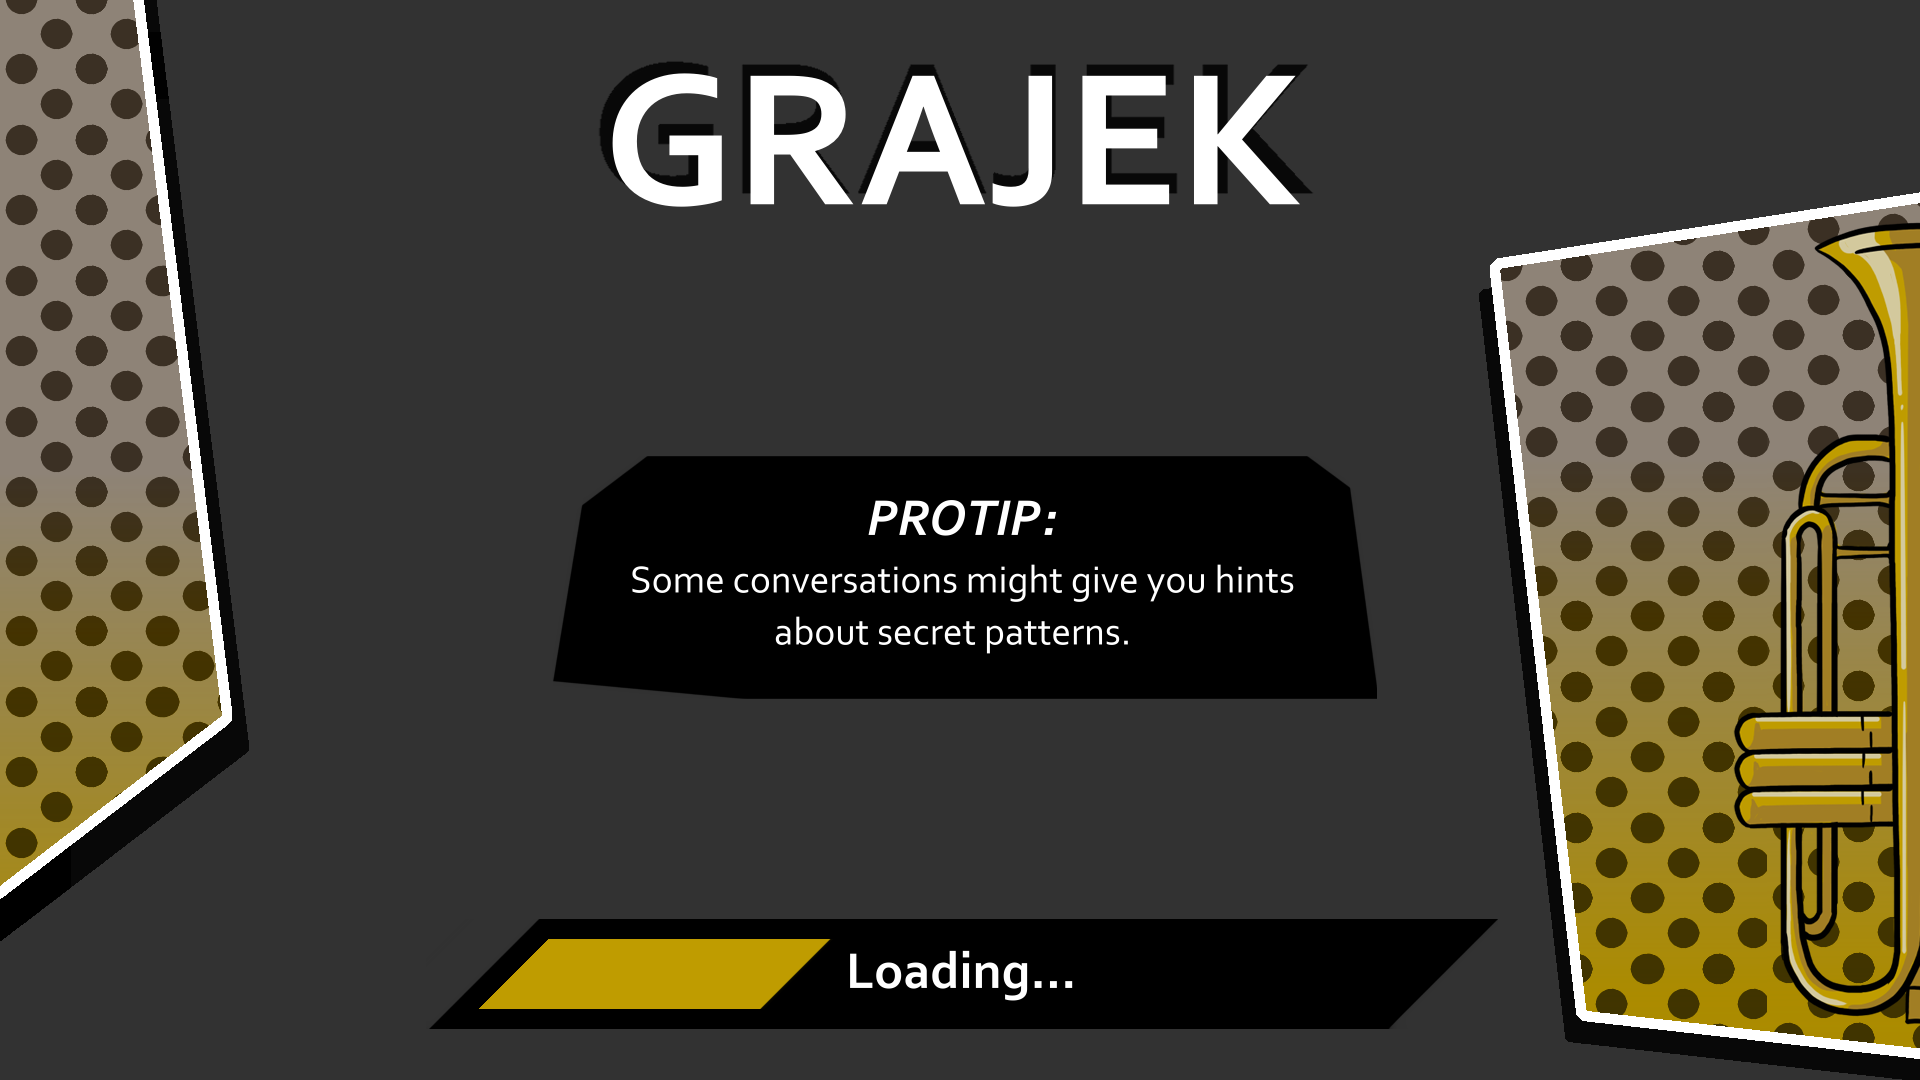 GRAJEK
PROTIP:
Some conversations might give you hints
about secret patterns.
Loading...